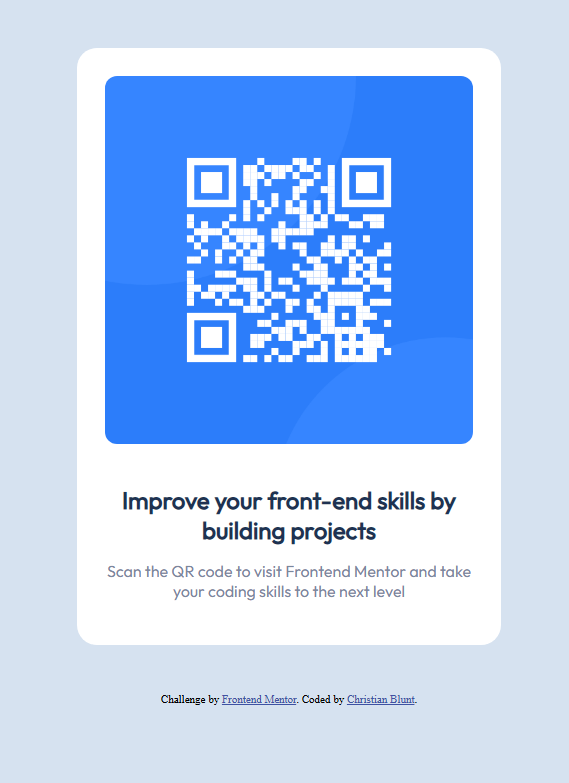 Improve your front-end skills by
building projects
Scan the QR code to visit Frontend Mentor and take
your coding skills to the next level
Challenge by Frontend Mentor. Coded by Christian Blunt.